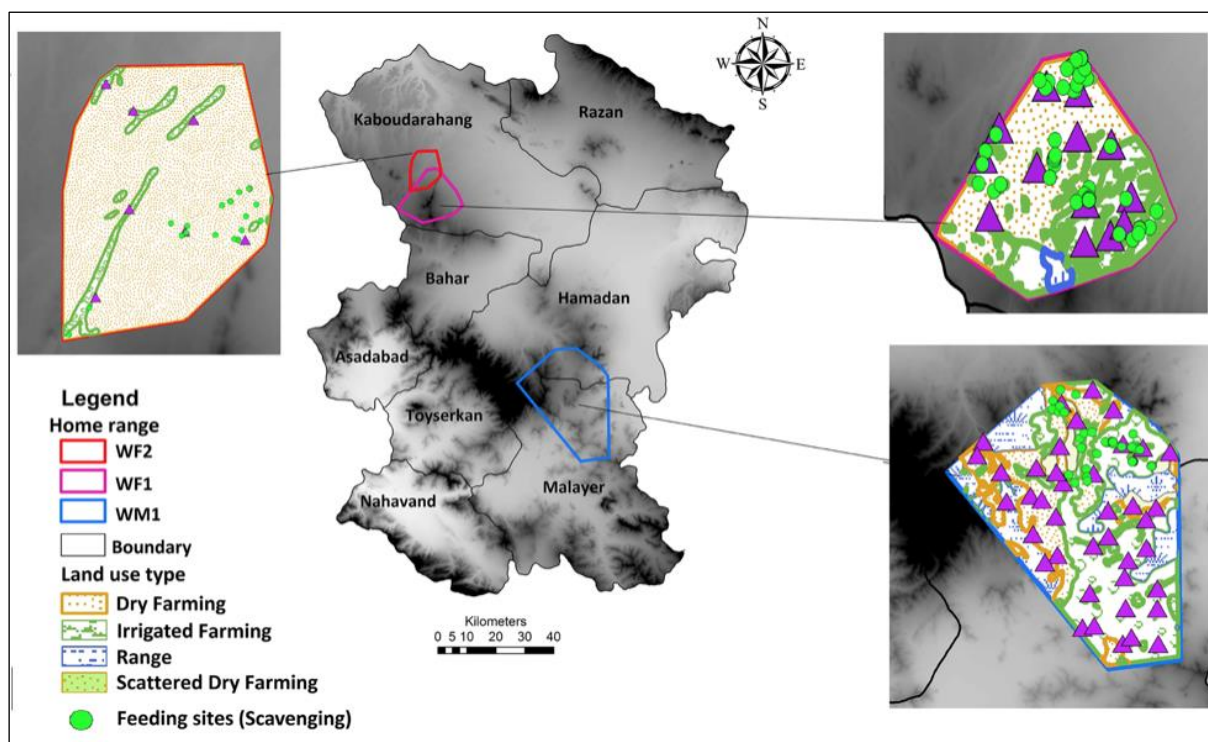 N
W E
S
Kaboudarahang
Razan
Bahar
Hamadan
Asadabad
Toyserkan
Nahavand
Malayer
Legend
Home range
WF2
WF1
WM1
Boundary
Land use type
Dry Farming
Irrigated Farming
Range
Scattered Dry Farming
Feeding sites (Scavenging)
Kilometers
0 5 10 20 30 40